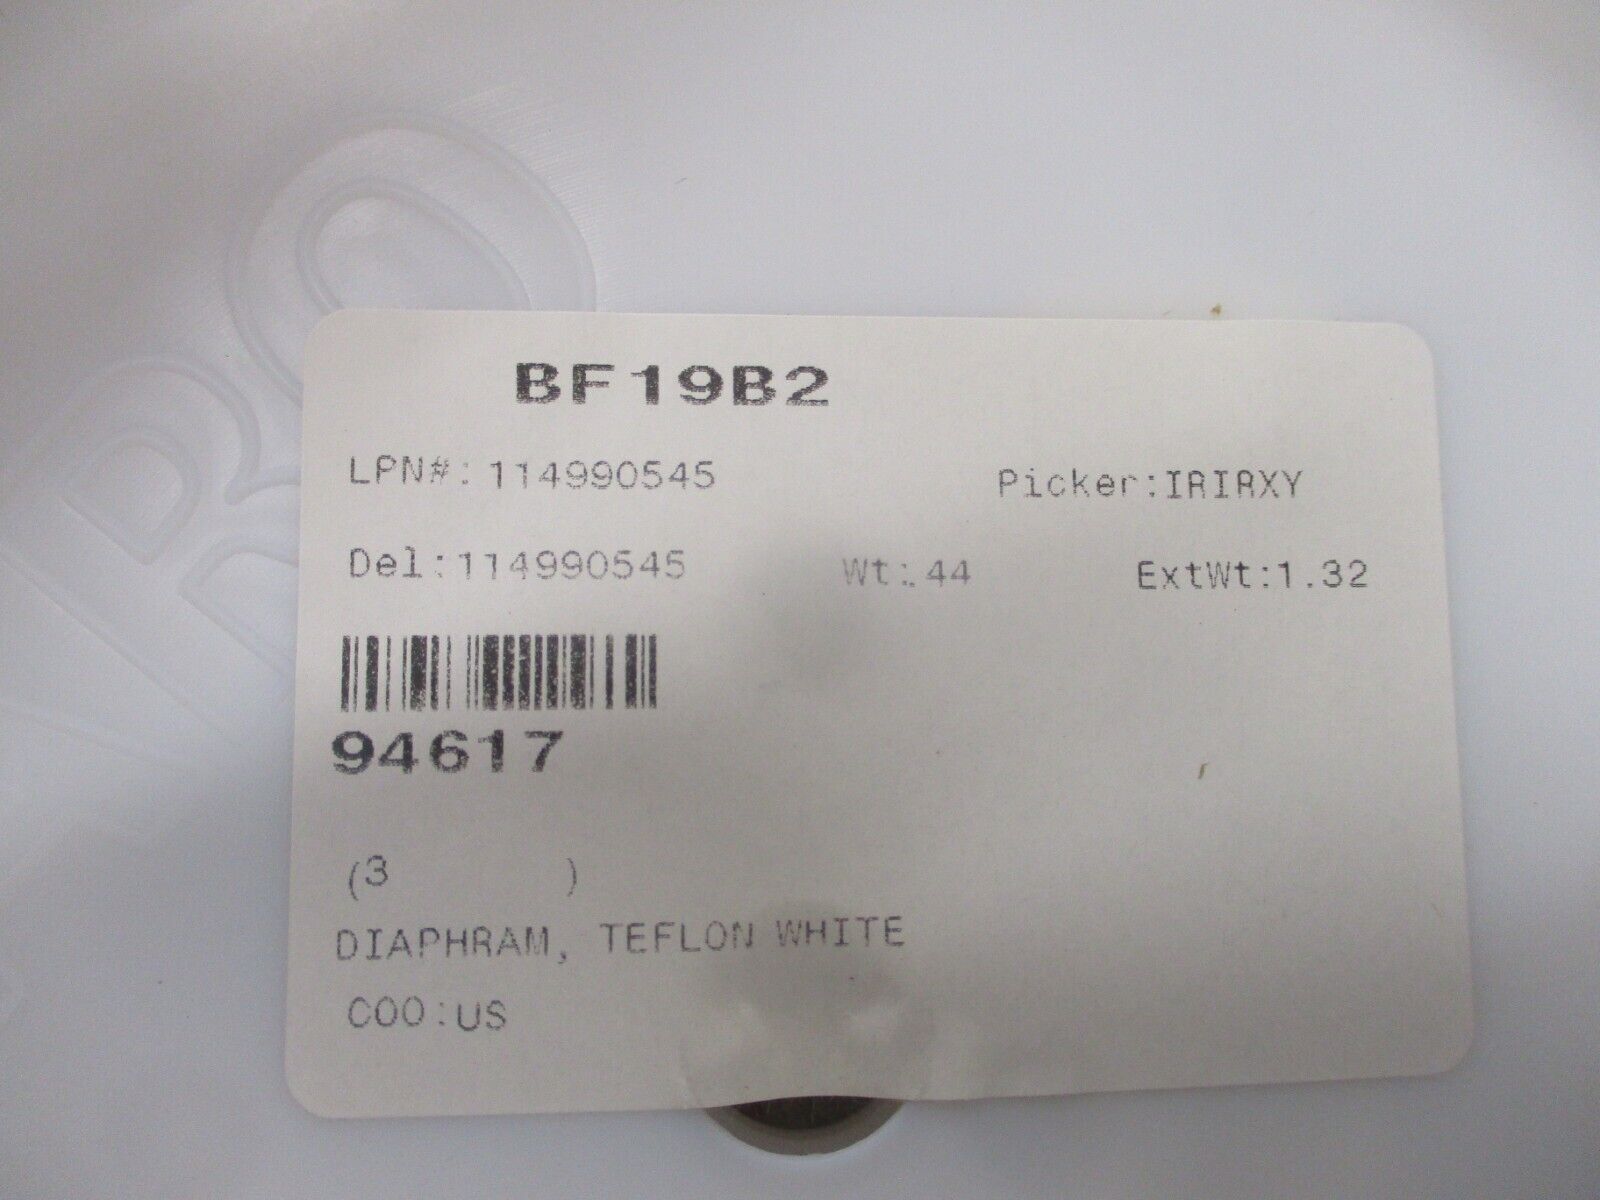 ARO
BF19B2
LPN#:114990545 Picker:IRIRXY
Del:114990545 Wt:.44 ExtWt:1.32
94617
(3 )
DIAPHRAM, TEFLON WHITE
COO:US